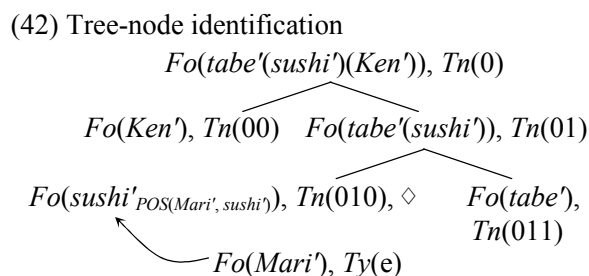 (42) Tree-node identification
Fo(tabe'(sushi')(Ken')), Tn(0)
Fo(Ken'), Tn(00) Fo(tabe'(sushi')), Tn(01)
Fo(sushi'POS(Mari', sushi')), Tn(010), ♢ Fo(tabe'),
Tn(011)
Fo(Mari'), Ty(e)